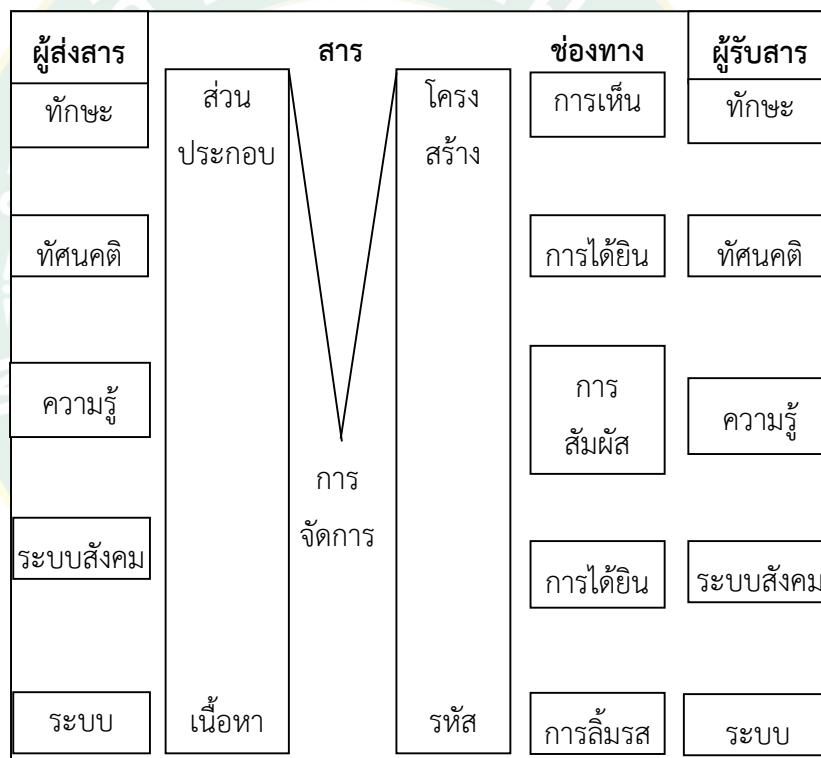 ผู้ส่งสาร สาร ช่องทาง ผู้รับสาร
ทักษะ ส่วน โครง การเห็น ทักษะ
ประกอบ สร้าง
ทัศนคติ การได้ยิน ทัศนคติ
การ
ความรู้ สัมผัส ความรู้
การ
จัดการ
ระบบสังคม การได้ยิน ระบบสังคม
ระบบ เนื้อหา รหัส การลิ้มรส ระบบ